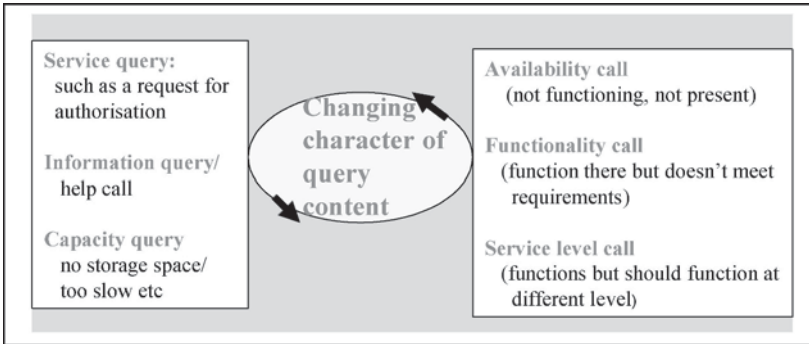 Service query:
such as a request for
authorisation
Information query/
help call
Capacity query
no storage space/
too slow etc
Changing
character of
query
content
Availability call
(not functioning, not present)
Functionality call
(function there but doesn't meet
requirements)
Service level call
(functions but should function at
different level)